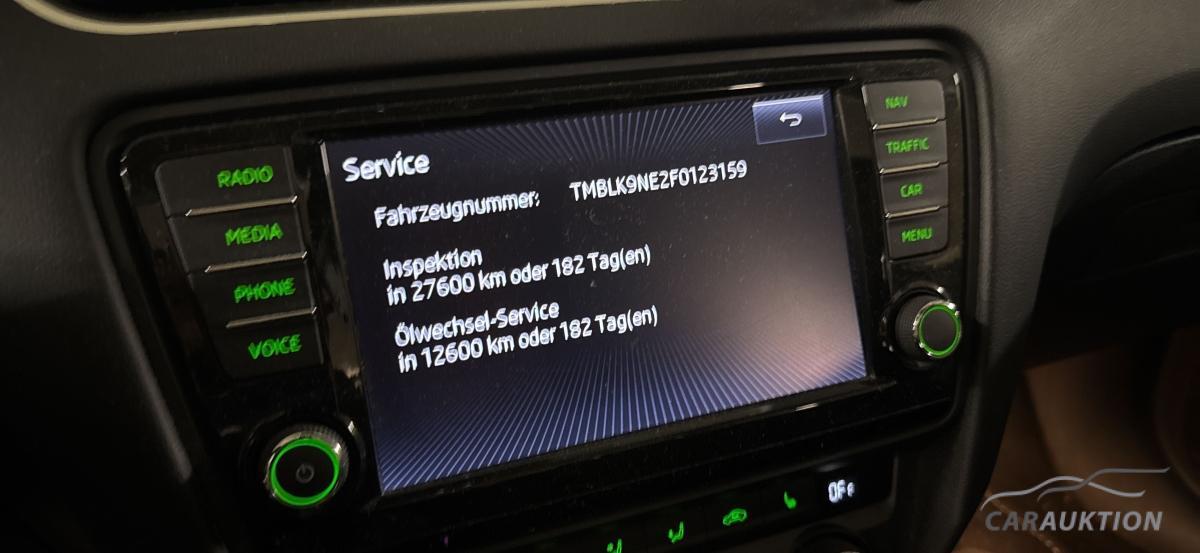 Service
Fahrzeugnummer: TMBLK9NE2F0123159
Inspektion
in 27600 km oder 182 Tag(en)
Ölwechsel-Service
in 12600 km oder 182 Tag(en)
RADIO
MEDIA
PHONE
VOICE
NAV
TRAFFIC
CAR
MENU
OFF
CARAUKTION